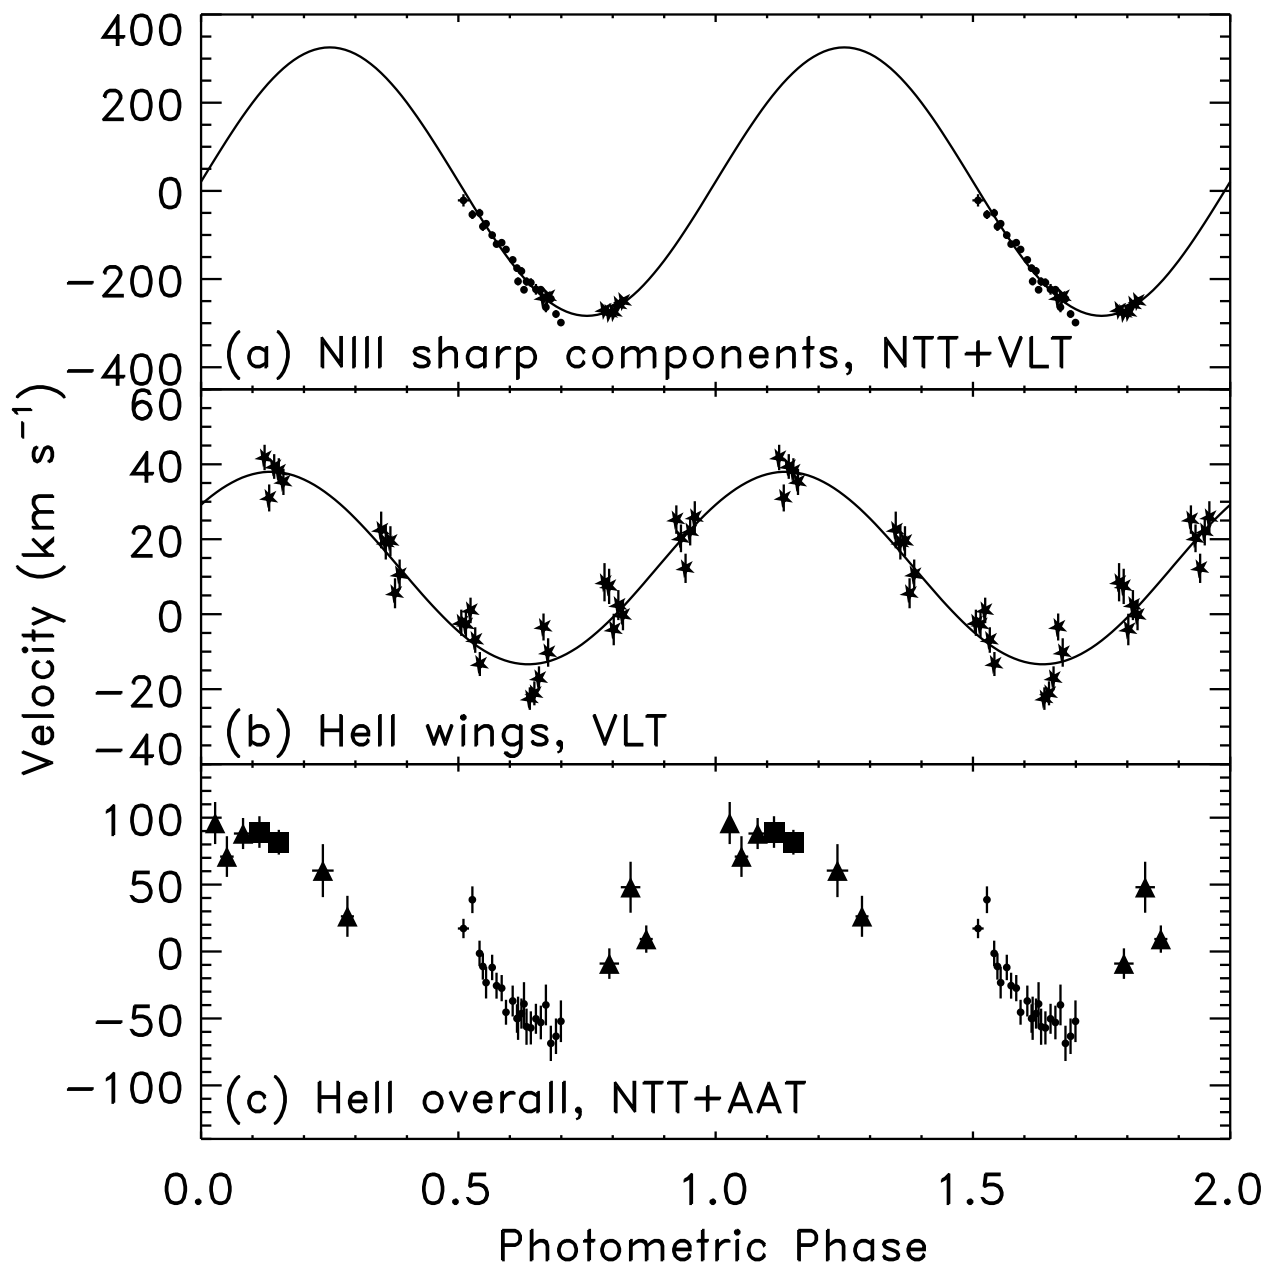 400
200
0
−200
−400
(a) NIII sharp components, NTT+VLT
Velocity (km s⁻¹)
60
40
20
0
−20
−40
(b) HeII wings, VLT
100
50
0
−50
−100
(c) HeII overall, NTT+AAT
0.0 0.5 1.0 1.5 2.0
Photometric Phase